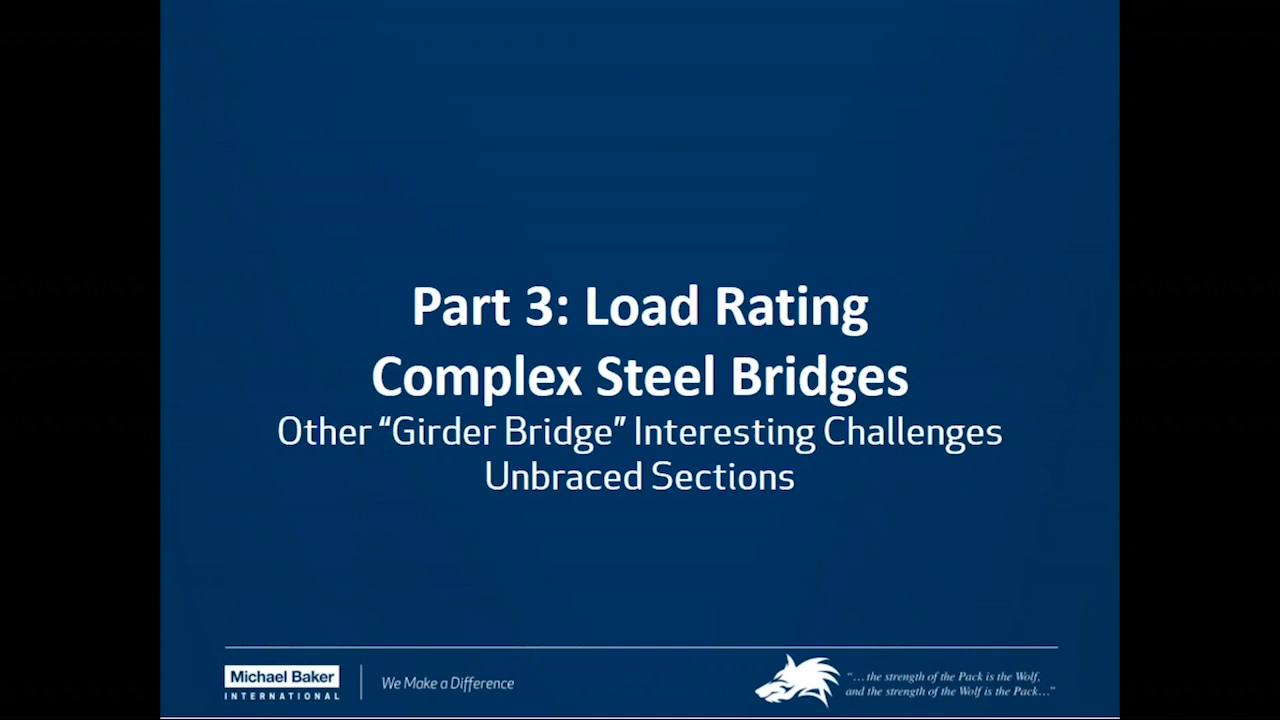 Part 3: Load Rating
Complex Steel Bridges
Other “Girder Bridge” Interesting Challenges
Unbraced Sections
Michael Baker
INTERNATIONAL
We Make a Difference
“… the strength of the Pack is the Wolf,
and the strength of the Wolf is the Pack…”